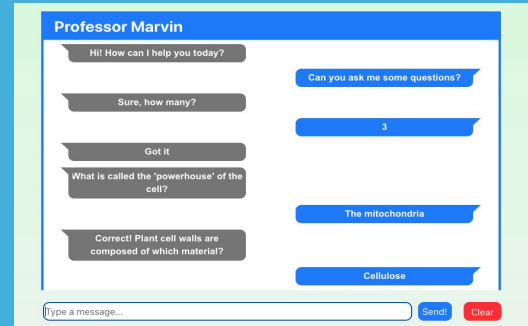 Professor Marvin
Hi! How can I help you today?
Can you ask me some questions?
Sure, how many?
3
Got it
What is called the 'powerhouse' of the
cell?
The mitochondria
Correct! Plant cell walls are
composed of which material?
Cellulose
Type a message...
Send!
Clear